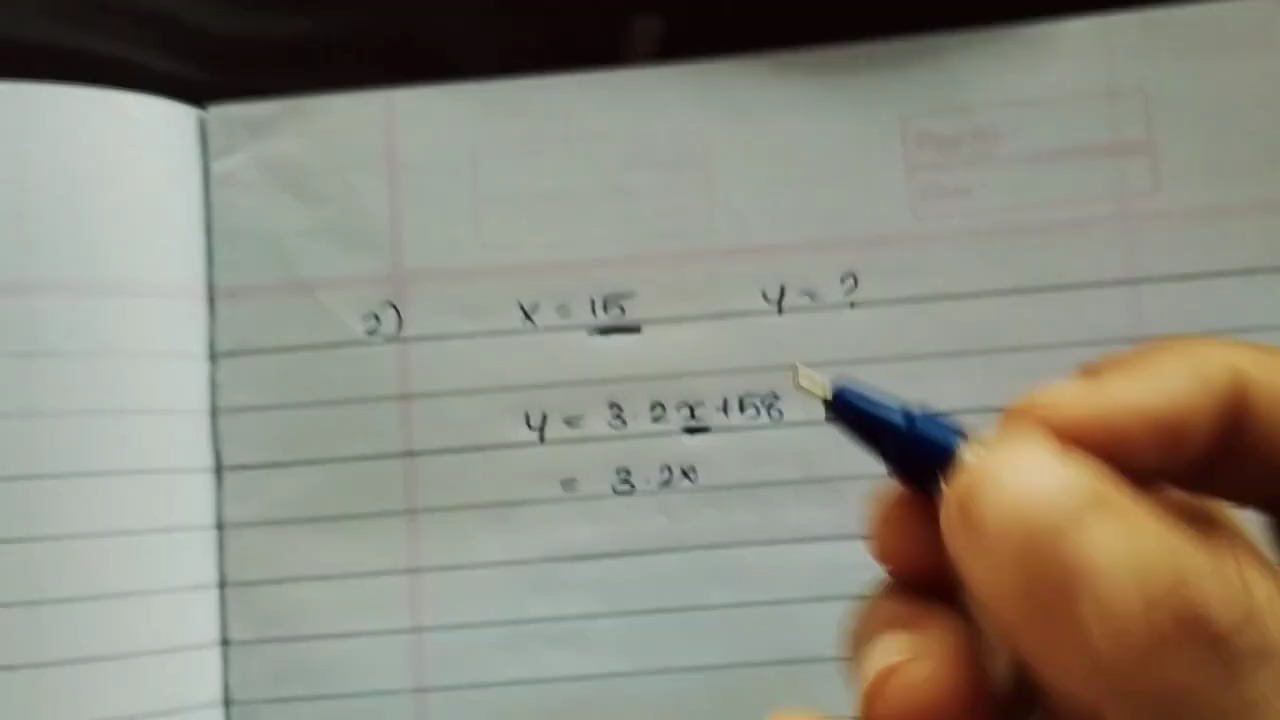 2) x = 15 y = ?
y = 3.2x+58
= 3.2x